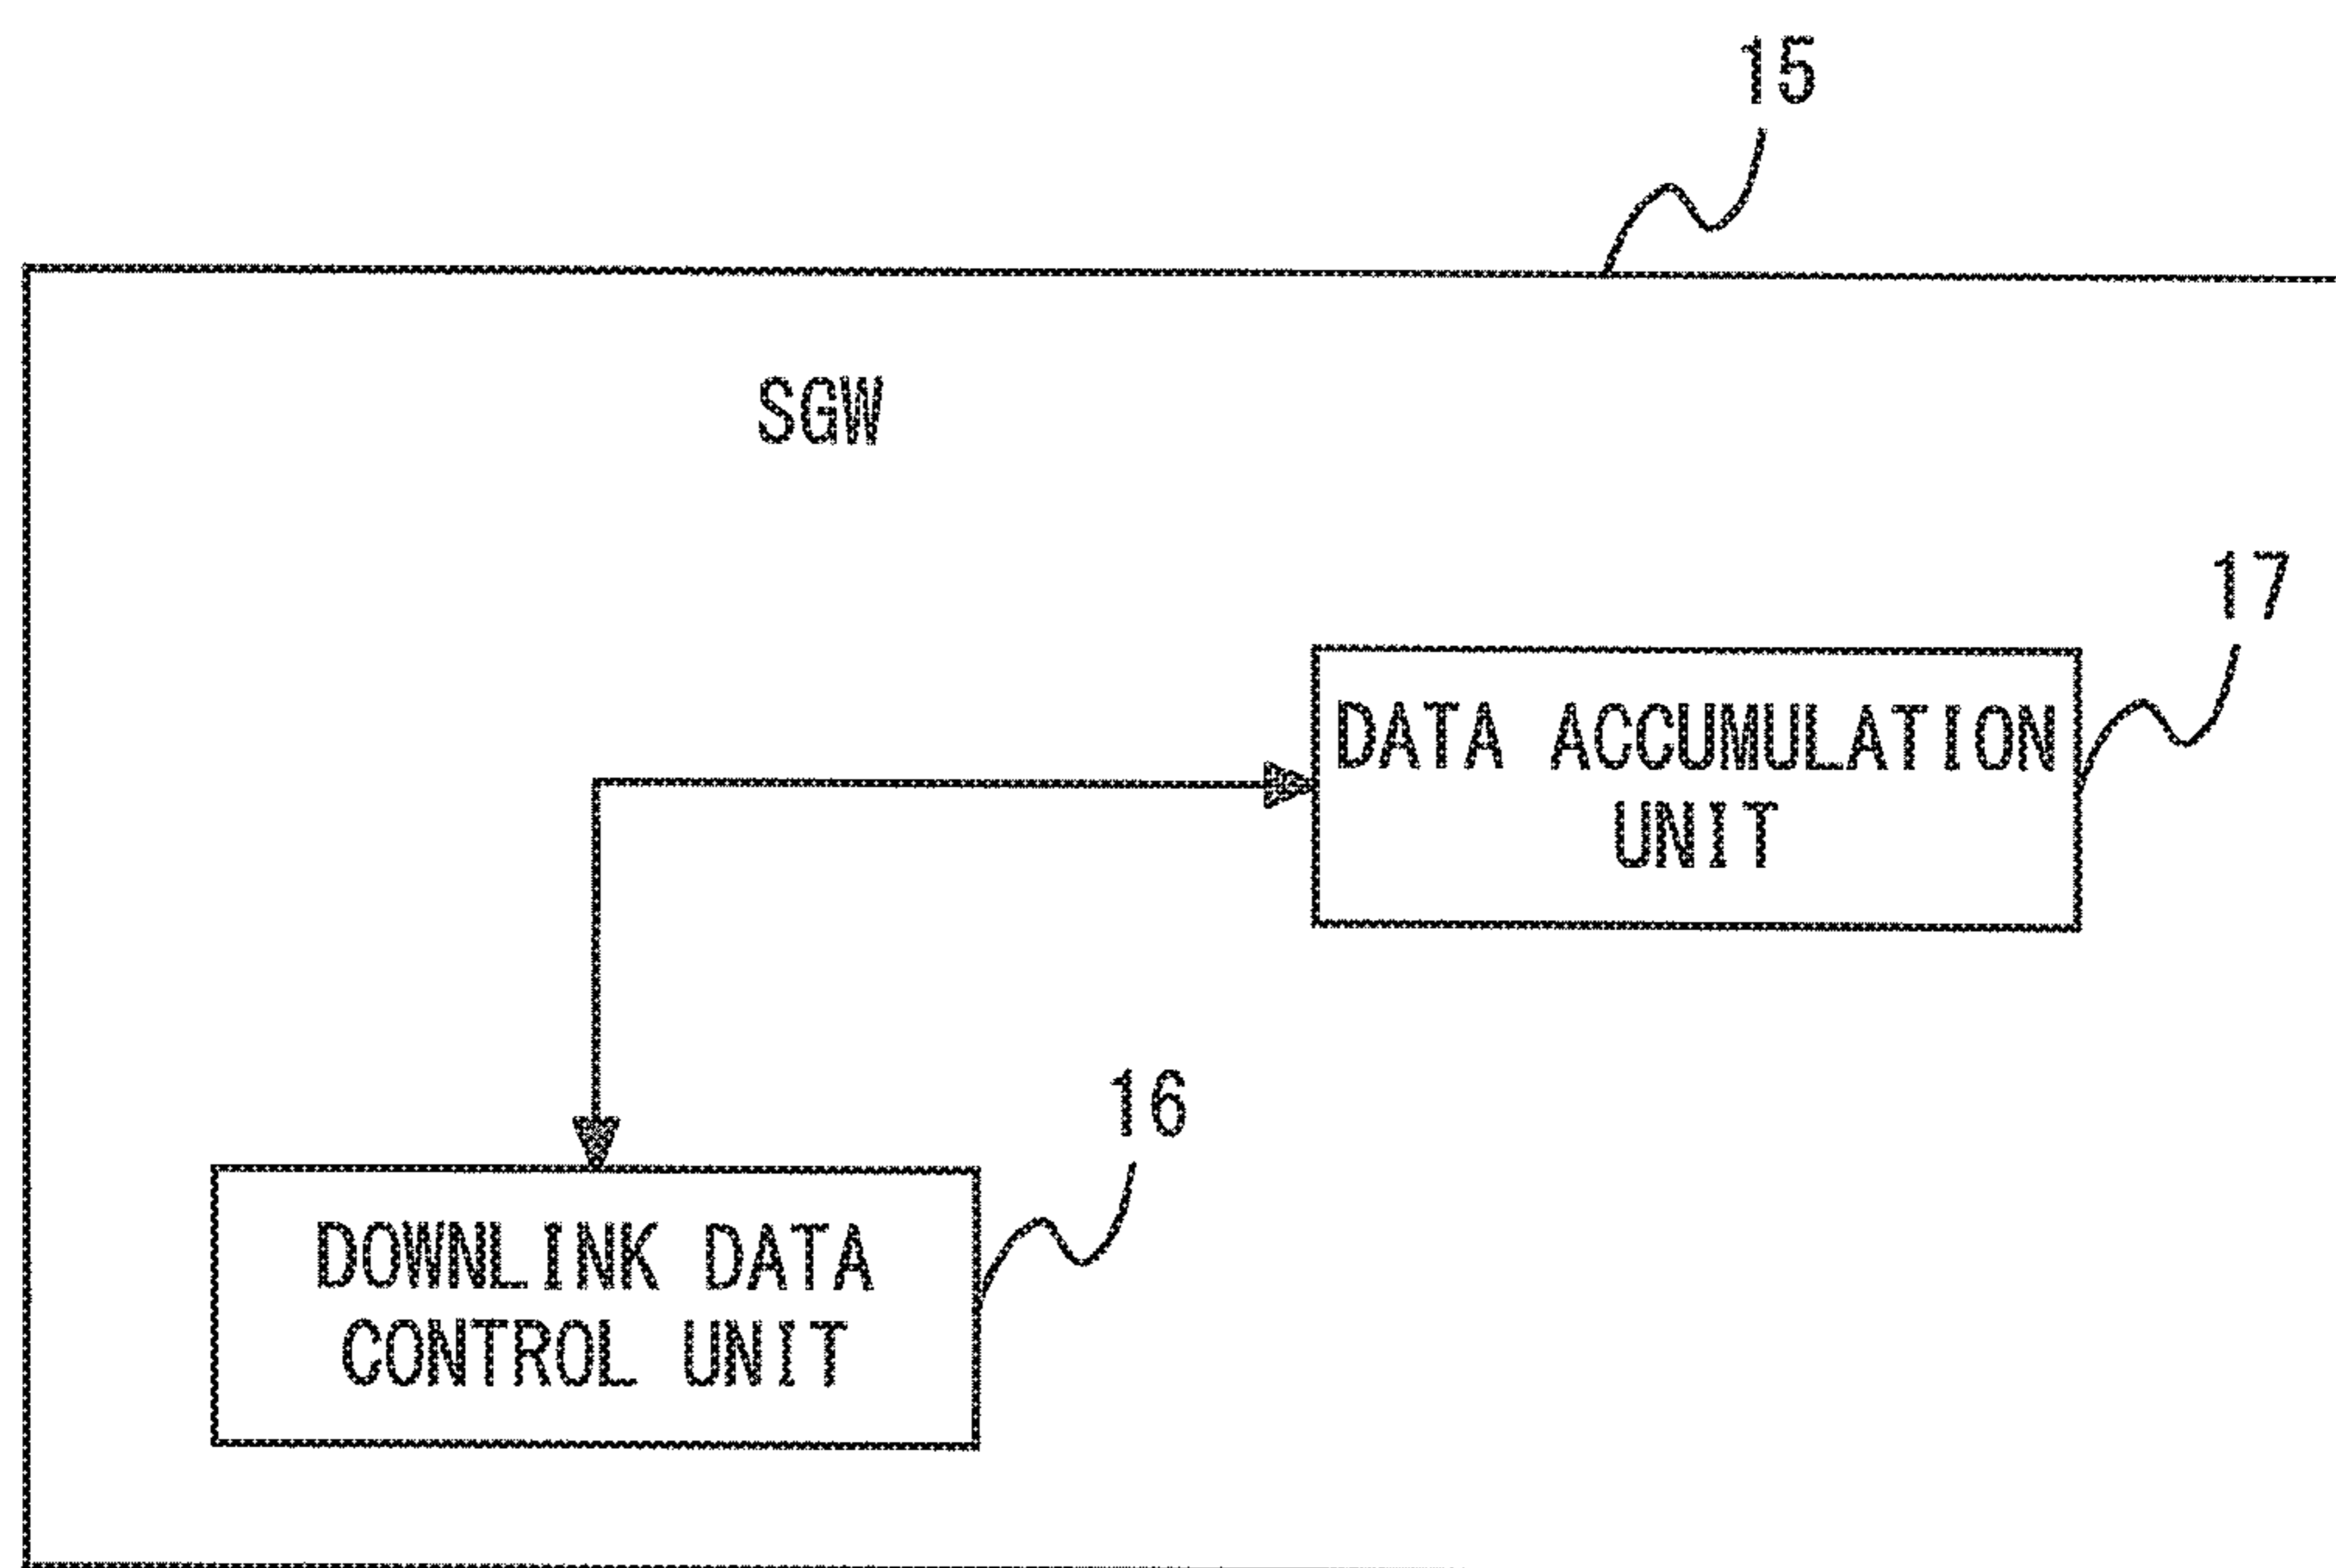 15
SGW
17
DATA ACCUMULATION
UNIT
16
DOWNLINK DATA
CONTROL UNIT